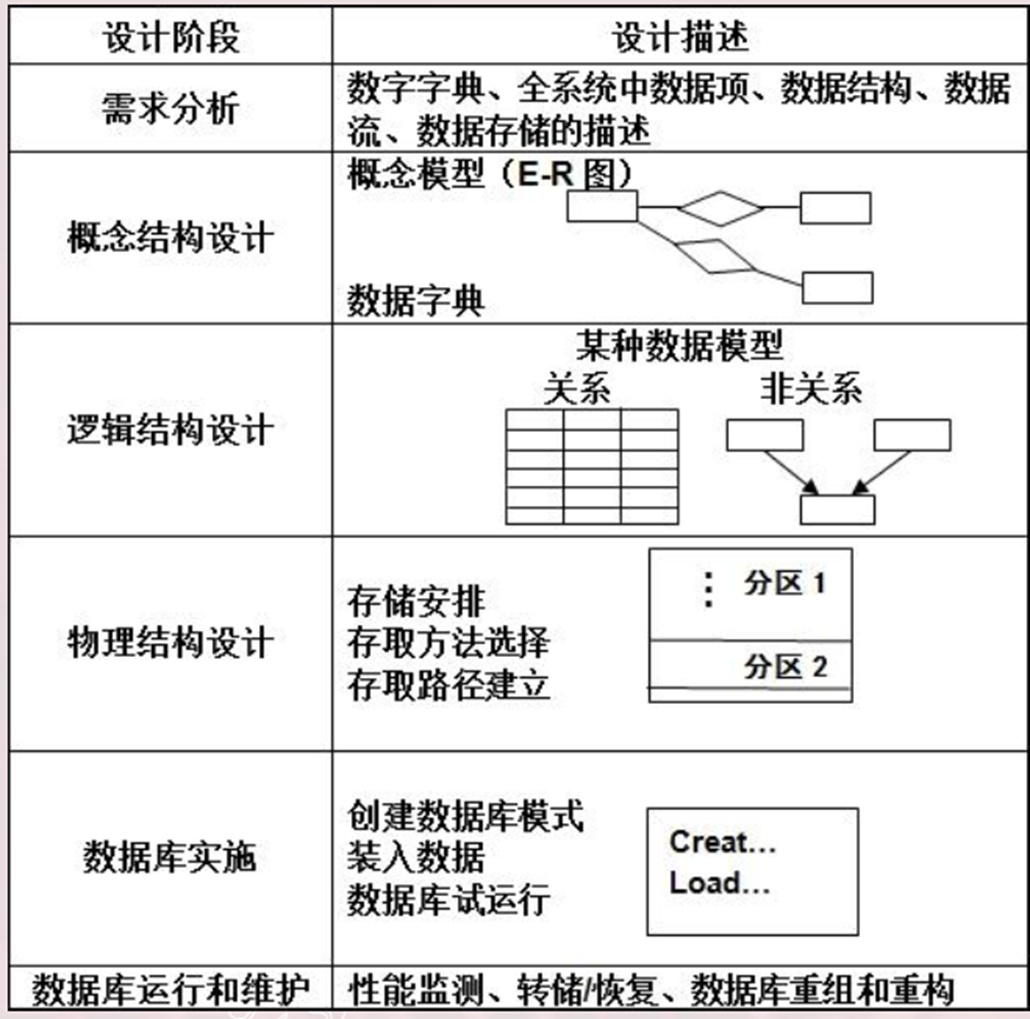 设计阶段
设计描述
需求分析
数字字典、全系统中数据项、数据结构、数据
流、数据存储的描述
概念结构设计
概念模型（E-R 图）
数据字典
逻辑结构设计
某种数据模型
关系
非关系
物理结构设计
存储安排
存取方法选择
存取路径建立
⋮ 分区 1
分区 2
数据库实施
创建数据库模式
装入数据
数据库试运行
Creat...
Load...
数据库运行和维护
性能监测、转储/恢复、数据库重组和重构